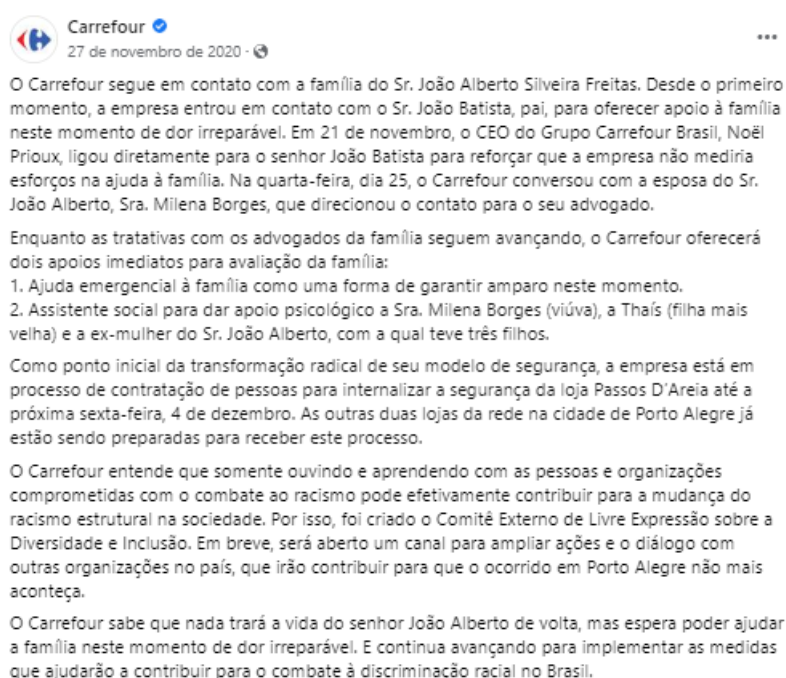 Carrefour
27 de novembro de 2020 ·
O Carrefour segue em contato com a família do Sr. João Alberto Silveira Freitas. Desde o primeiro
momento, a empresa entrou em contato com o Sr. João Batista, pai, para oferecer apoio à família
neste momento de dor irreparável. Em 21 de novembro, o CEO do Grupo Carrefour Brasil, Noël
Prioux, ligou diretamente para o senhor João Batista para reforçar que a empresa não mediria
esforços na ajuda à família. Na quarta-feira, dia 25, o Carrefour conversou com a esposa do Sr.
João Alberto, Sra. Milena Borges, que direcionou o contato para o seu advogado.
Enquanto as tratativas com os advogados da família seguem avançando, o Carrefour oferecerá
dois apoios imediatos para avaliação da família:
1. Ajuda emergencial à família como uma forma de garantir amparo neste momento.
2. Assistente social para dar apoio psicológico a Sra. Milena Borges (viúva), a Thaís (filha mais
velha) e a ex-mulher do Sr. João Alberto, com a qual teve três filhos.
Como ponto inicial da transformação radical de seu modelo de segurança, a empresa está em
processo de contratação de pessoas para internalizar a segurança da loja Passos D'Areia até a
próxima sexta-feira, 4 de dezembro. As outras duas lojas da rede na cidade de Porto Alegre já
estão sendo preparadas para receber este processo.
O Carrefour entende que somente ouvindo e aprendendo com as pessoas e organizações
comprometidas com o combate ao racismo pode efetivamente contribuir para a mudança do
racismo estrutural na sociedade. Por isso, foi criado o Comitê Externo de Livre Expressão sobre a
Diversidade e Inclusão. Em breve, será aberto um canal para ampliar ações e o diálogo com
outras organizações no país, que irão contribuir para que o ocorrido em Porto Alegre não mais
aconteça.
O Carrefour sabe que nada trará a vida do senhor João Alberto de volta, mas espera poder ajudar
a família neste momento de dor irreparável. E continua avançando para implementar as medidas
que ajudarão a contribuir para o combate à discriminação racial no Brasil.